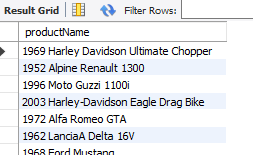 Result Grid Filter Rows:
productName
1969 Harley Davidson Ultimate Chopper
1952 Alpine Renault 1300
1996 Moto Guzzi 1100i
2003 Harley-Davidson Eagle Drag Bike
1972 Alfa Romeo GTA
1962 LanciaA Delta 16V
1968 Ford Mustang